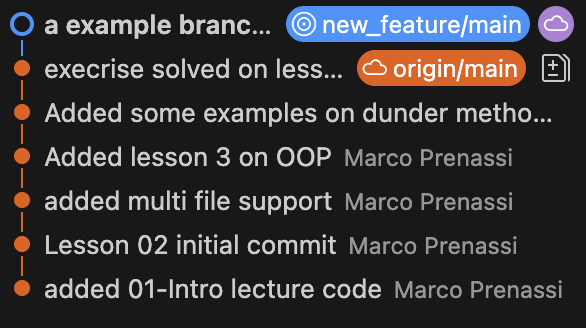 a example branc... new_feature/main
execrise solved on less... origin/main
Added some examples on dunder metho...
Added lesson 3 on OOP Marco Prenassi
added multi file support Marco Prenassi
Lesson 02 initial commit Marco Prenassi
added 01-Intro lecture code Marco Prenassi